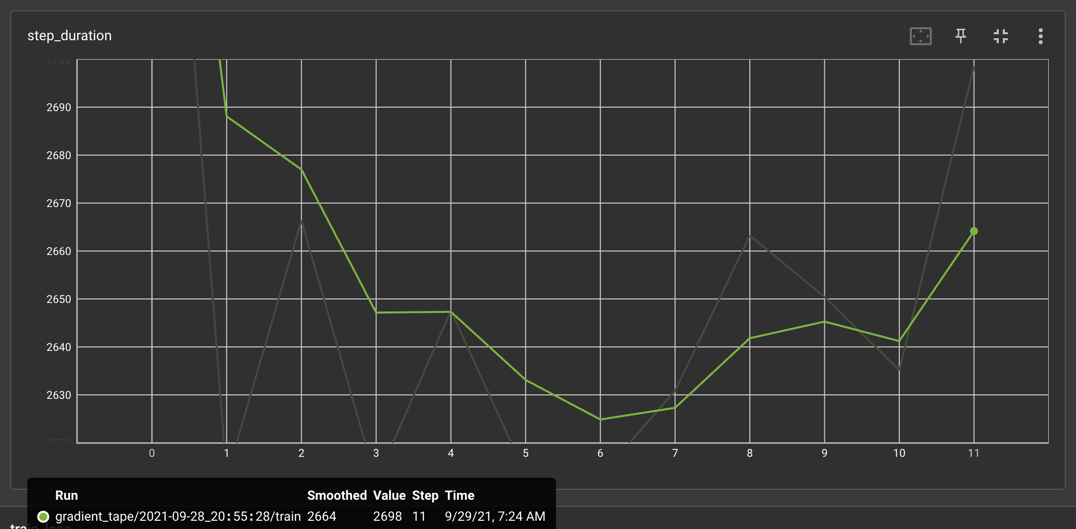 step_duration
2690
2680
2670
2660
2650
2640
2630
0 1 2 3 4 5 6 7 8 9 10 11
Run Smoothed Value Step Time
gradient_tape/2021-09-28_20:55:28/train 2664 2698 11 9/29/21, 7:24 AM